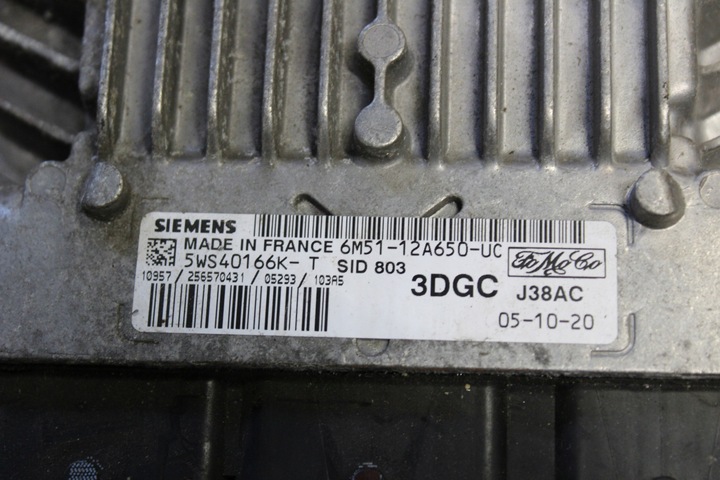 SIEMENS
MADE IN FRANCE 6M51-12A650-UC
5WS40166K- T SID 803
FoMoCo
10957/ 256570431/ 05293/ 103A5
3DGC J38AC
05-10-20